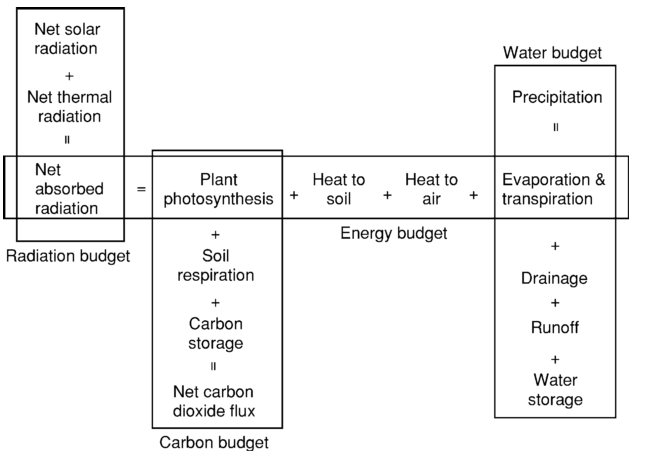 Net solar
radiation
+
Net thermal
radiation
=
Net
absorbed
radiation
Radiation budget
=
Plant
photosynthesis
+
Heat to
soil
+
Heat to
air
+
Evaporation &
transpiration
Energy budget
+
Soil
respiration
+
Carbon
storage
=
Net carbon
dioxide flux
Carbon budget
Water budget
Precipitation
=
+
Drainage
+
Runoff
+
Water
storage